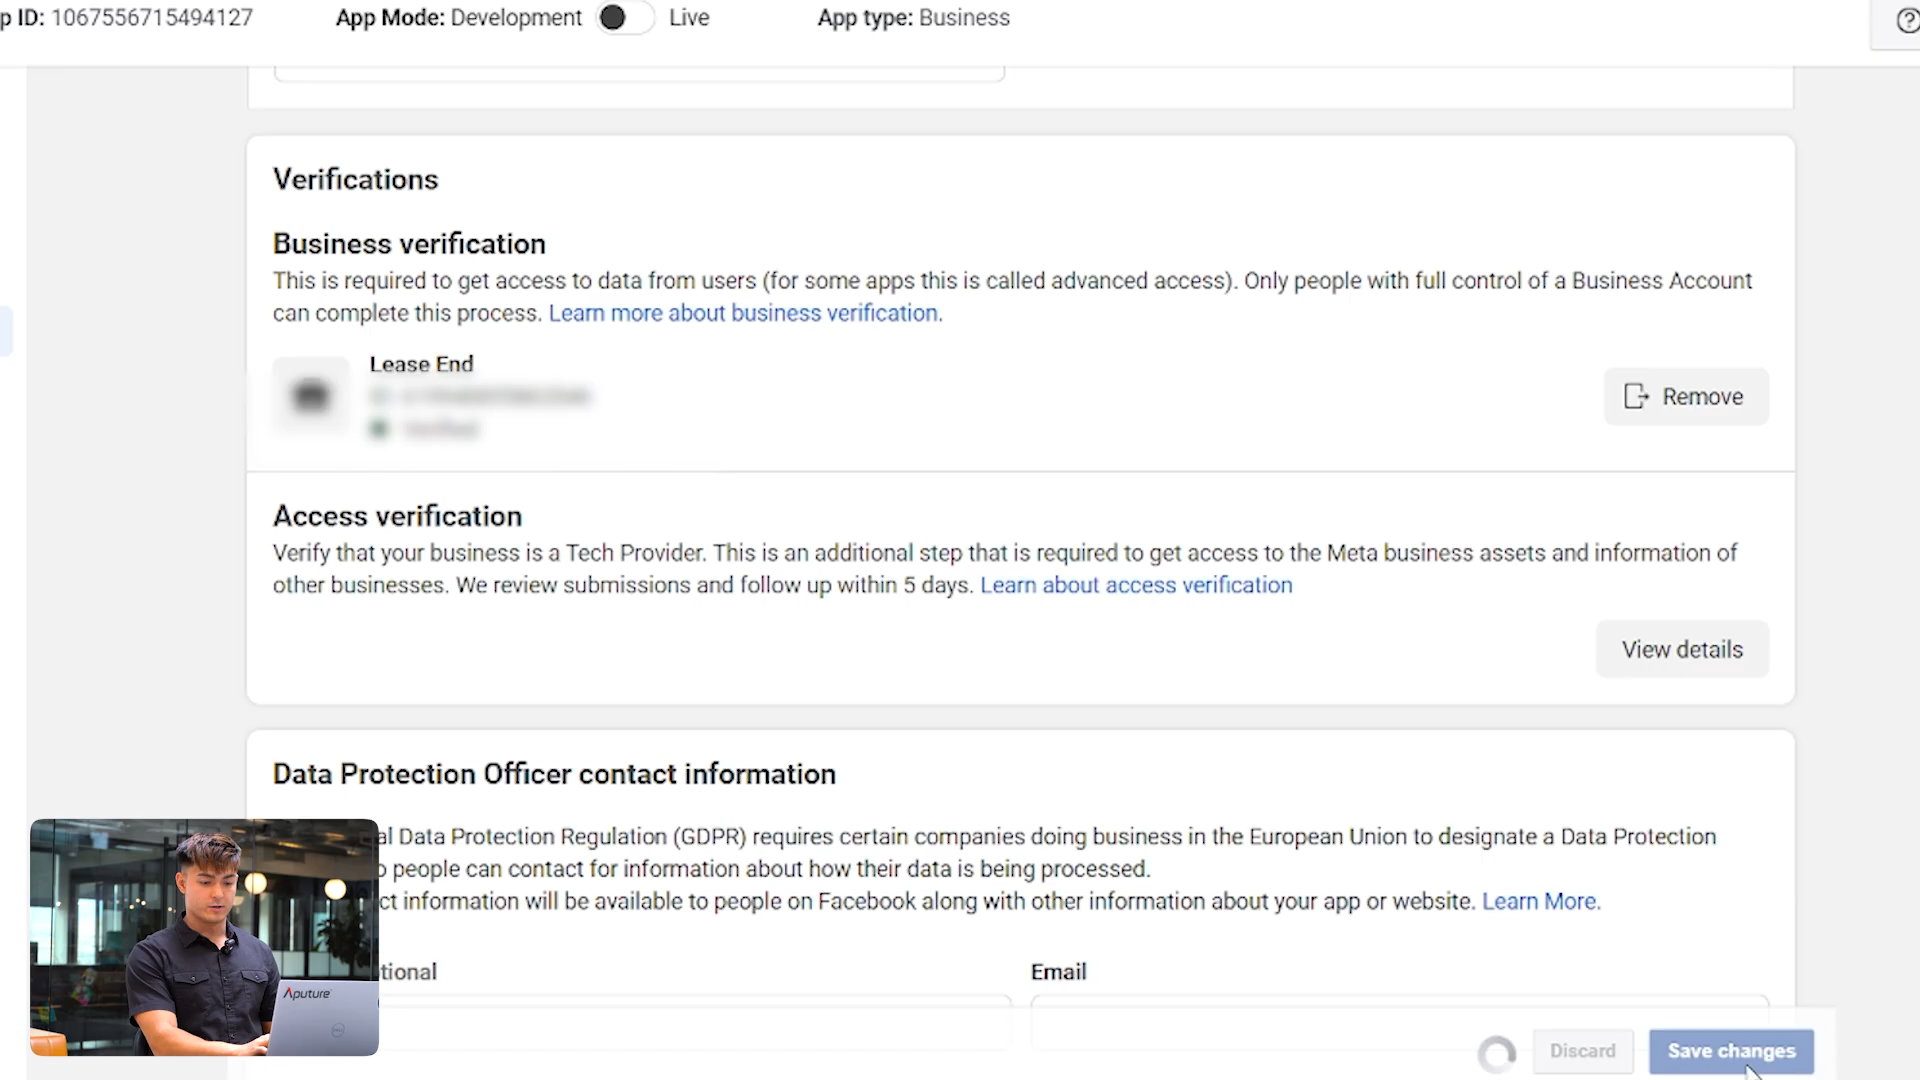 p ID: 1067556715494127
App Mode: Development
Live
App type: Business
Verifications
Business verification
This is required to get access to data from users (for some apps this is called advanced access). Only people with full control of a Business Account
can complete this process. Learn more about business verification.
Lease End
Remove
Access verification
Verify that your business is a Tech Provider. This is an additional step that is required to get access to the Meta business assets and information of
other businesses. We review submissions and follow up within 5 days. Learn about access verification
View details
Data Protection Officer contact information
al Data Protection Regulation (GDPR) requires certain companies doing business in the European Union to designate a Data Protection
o people can contact for information about how their data is being processed.
ct information will be available to people on Facebook along with other information about your app or website. Learn More.
tional
Email
Aputure
Discard
Save changes